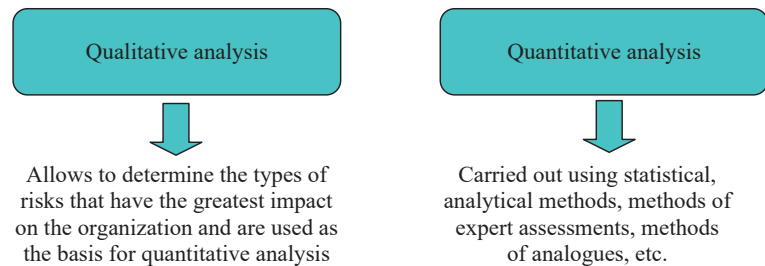 Qualitative analysis
Allows to determine the types of
risks that have the greatest impact
on the organization and are used as
the basis for quantitative analysis
Quantitative analysis
Carried out using statistical,
analytical methods, methods of
expert assessments, methods
of analogues, etc.